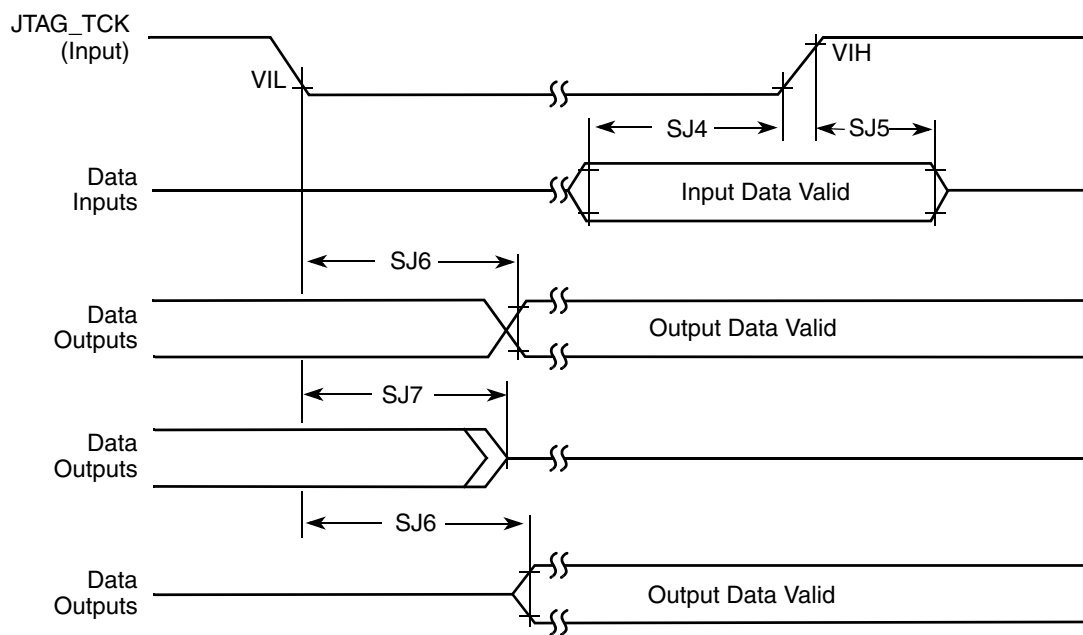 JTAG_TCK
(Input)
VIL
VIH
SJ4
SJ5
Data
Inputs
Input Data Valid
SJ6
Data
Outputs
Output Data Valid
SJ7
Data
Outputs
SJ6
Data
Outputs
Output Data Valid